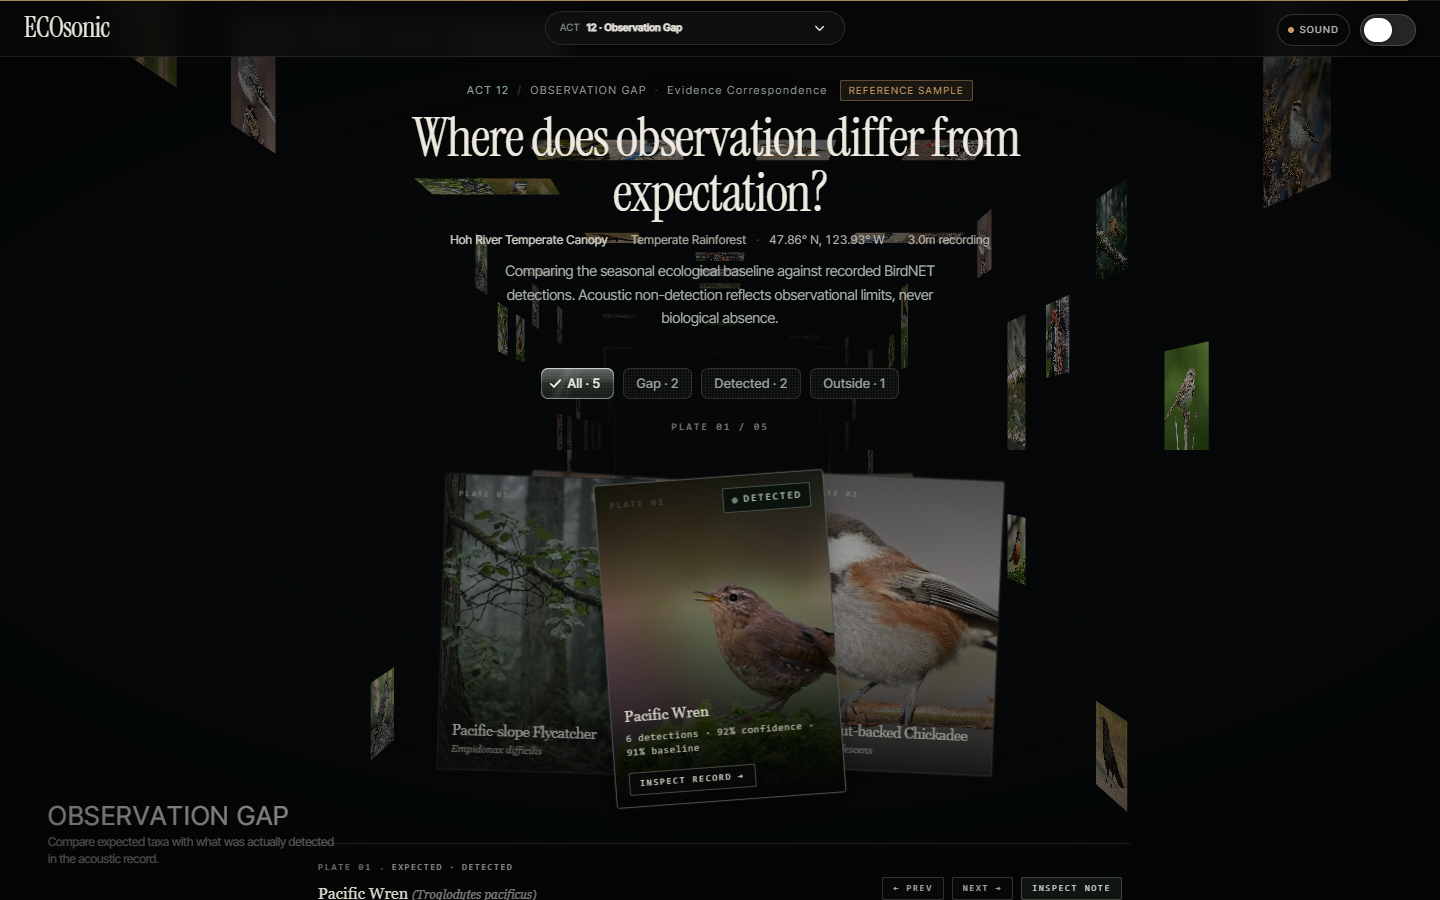 ECOsonic
ACT 12 · Observation Gap
SOUND
ACT 12 / OBSERVATION GAP · Evidence Correspondence REFERENCE SAMPLE
Where does observation differ from
expectation?
Hoh River Temperate Canopy · Temperate Rainforest · 47.86° N, 123.93° W · 3.0m recording
Comparing the seasonal ecological baseline against recorded BirdNET
detections. Acoustic non-detection reflects observational limits, never
biological absence.
All · 5
Gap · 2
Detected · 2
Outside · 1
PLATE 01 / 05
PLATE 05
Pacific-slope Flycatcher
Empidonax difficilis
PLATE 01
DETECTED
Pacific Wren
6 detections · 92% confidence ·
91% baseline
INSPECT RECORD →
02
ut-backed Chickadee
OBSERVATION GAP
Compare expected taxa with what was actually detected
in the acoustic record.
PLATE 01 . EXPECTED · DETECTED
Pacific Wren (Troglodytes pacificus)
← PREV
NEXT →
INSPECT NOTE